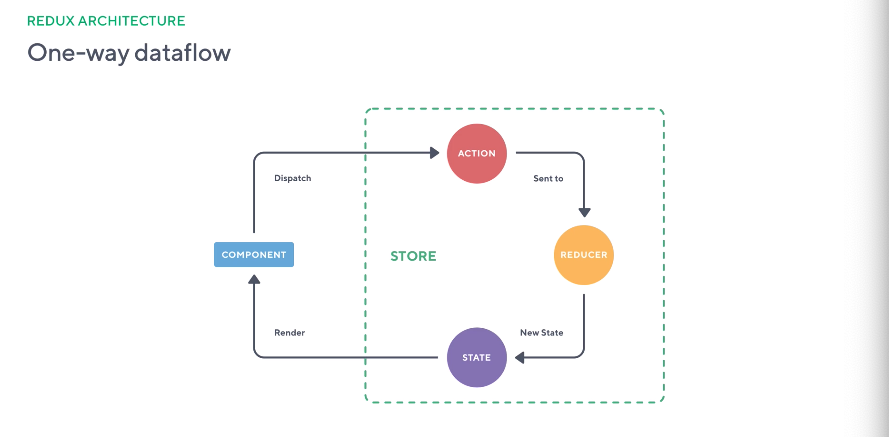 REDUX ARCHITECTURE
One-way dataflow
ACTION
Dispatch
Sent to
COMPONENT
STORE
REDUCER
Render
New State
STATE